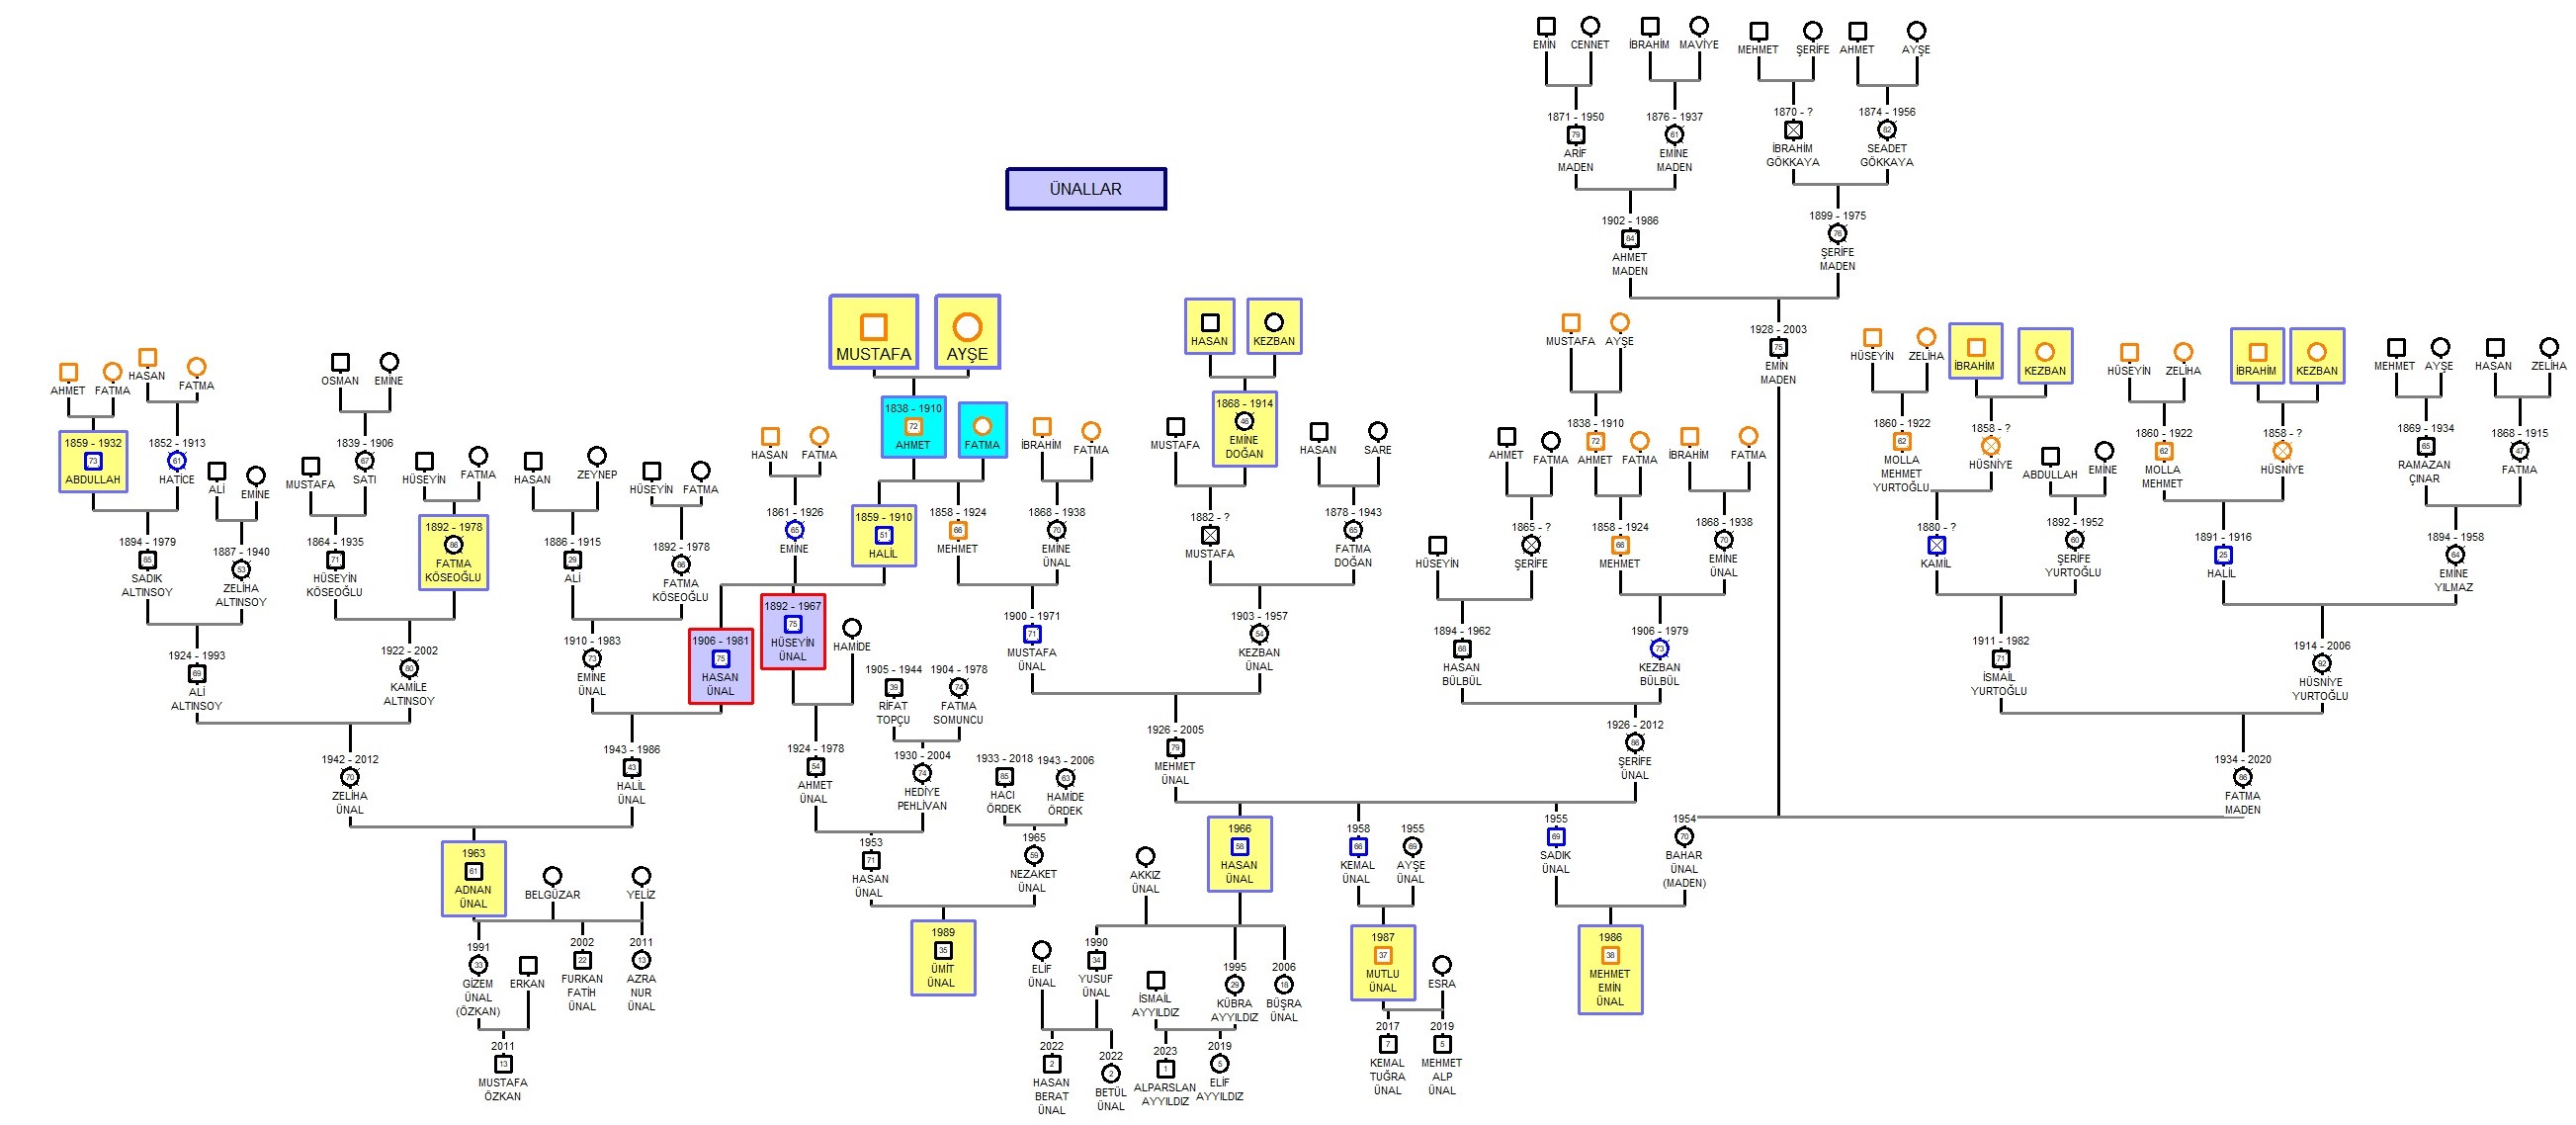 EMİN
CENNET
İBRAHİM
MAVİYE
MEHMET
ŞERİFE
AHMET
AYŞE
1871 - 1950
79
ARİF
MADEN
1876 - 1937
61
EMİNE
MADEN
1870 - ?
İBRAHİM
GÖKKAYA
1874 - 1956
82
SEADET
GÖKKAYA
ÜNALLAR
1902 - 1986
84
AHMET
MADEN
1899 - 1975
76
ŞERİFE
MADEN
1928 - 2003
75
EMİN
MADEN
AHMET
FATMA
HASAN
FATMA
OSMAN
EMİNE
MUSTAFA
AYŞE
HASAN
KEZBAN
MUSTAFA
AYŞE
HÜSEYİN
ZELİHA
İBRAHİM
KEZBAN
HÜSEYİN
ZELİHA
İBRAHİM
KEZBAN
MEHMET
AYŞE
HASAN
ZELİHA
1859 - 1932
73
ABDULLAH
1852 - 1913
61
HATİCE
ALİ
EMİNE
MUSTAFA
1839 - 1906
67
SATI
HÜSEYİN
FATMA
HASAN
ZEYNEP
HÜSEYİN
FATMA
HASAN
FATMA
1838 - 1910
72
AHMET
FATMA
İBRAHİM
FATMA
MUSTAFA
1868 - 1914
46
EMİNE
DOĞAN
HASAN
SARE
AHMET
FATMA
1838 - 1910
72
AHMET
FATMA
İBRAHİM
FATMA
1860 - 1922
62
MOLLA
MEHMET
YURTOĞLU
1858 - ?
HÜSNİYE
ABDULLAH
EMİNE
1860 - 1922
62
MOLLA
MEHMET
1858 - ?
HÜSNİYE
1869 - 1934
65
RAMAZAN
ÇINAR
1868 - 1915
47
FATMA
1894 - 1979
85
SADIK
ALTINSOY
1887 - 1940
53
ZELİHA
ALTINSOY
1864 - 1935
71
HÜSEYİN
KÖSEOĞLU
1892 - 1978
86
FATMA
KÖSEOĞLU
1886 - 1915
29
ALİ
1892 - 1978
86
FATMA
KÖSEOĞLU
1861 - 1926
65
EMİNE
1859 - 1910
51
HALİL
1858 - 1924
66
MEHMET
1868 - 1938
70
EMİNE
ÜNAL
1882 - ?
MUSTAFA
1878 - 1943
65
FATMA
DOĞAN
HÜSEYİN
1865 - ?
ŞERİFE
1858 - 1924
66
MEHMET
1868 - 1938
70
EMİNE
ÜNAL
1880 - ?
KAMİL
1892 - 1952
60
ŞERİFE
YURTOĞLU
1891 - 1916
25
HALİL
1894 - 1958
64
EMİNE
YILMAZ
1924 - 1993
69
ALİ
ALTINSOY
1922 - 2002
80
KAMİLE
ALTINSOY
1910 - 1983
73
EMİNE
ÜNAL
1906 - 1981
75
HASAN
ÜNAL
1892 - 1967
75
HÜSEYİN
ÜNAL
HAMİDE
1905 - 1944
39
RİFAT
TOPÇU
1904 - 1978
74
FATMA
SOMUNCU
1900 - 1971
71
MUSTAFA
ÜNAL
1903 - 1957
54
KEZBAN
ÜNAL
1894 - 1962
68
HASAN
BÜLBÜL
1906 - 1979
73
KEZBAN
BÜLBÜL
1911 - 1982
71
İSMAİL
YURTOĞLU
1914 - 2006
92
HÜSNİYE
YURTOĞLU
1942 - 2012
70
ZELİHA
ÜNAL
1943 - 1986
43
HALİL
ÜNAL
1924 - 1978
54
AHMET
ÜNAL
1930 - 2004
74
HEDİYE
PEHLİVAN
1933 - 2018
85
HACI
ÖRDEK
1943 - 2006
63
HAMİDE
ÖRDEK
1926 - 2005
79
MEHMET
ÜNAL
1926 - 2012
86
ŞERİFE
ÜNAL
1934 - 2020
86
FATMA
MADEN
1963
61
ADNAN
ÜNAL
BELGÜZAR
YELİZ
1953
71
HASAN
ÜNAL
1965
59
NEZAKET
ÜNAL
AKKIZ
ÜNAL
1966
58
HASAN
ÜNAL
1958
66
KEMAL
ÜNAL
1955
69
AYŞE
ÜNAL
1955
69
SADIK
ÜNAL
1954
70
BAHAR
ÜNAL
(MADEN)
1991
33
GİZEM
ÜNAL
(ÖZKAN)
ERKAN
2002
22
FURKAN
FATİH
ÜNAL
2011
13
AZRA
NUR
ÜNAL
1989
35
ÜMİT
ÜNAL
ELİF
ÜNAL
1990
34
YUSUF
ÜNAL
İSMAİL
AYYILDIZ
1995
29
KÜBRA
AYYILDIZ
2006
18
BÜŞRA
ÜNAL
1987
37
MUTLU
ÜNAL
ESRA
1986
38
MEHMET
EMİN
ÜNAL
2011
13
MUSTAFA
ÖZKAN
2022
2
HASAN
BERAT
ÜNAL
2022
2
BETÜL
ÜNAL
2023
1
ALPARSLAN
AYYILDIZ
2019
5
ELİF
AYYILDIZ
2017
7
KEMAL
TUĞRA
ÜNAL
2019
5
MEHMET
ALP
ÜNAL